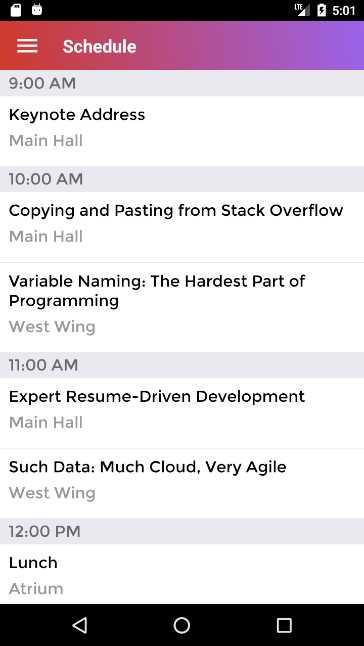 LTE 5:01
Schedule
9:00 AM
Keynote Address
Main Hall
10:00 AM
Copying and Pasting from Stack Overflow
Main Hall
Variable Naming: The Hardest Part of
Programming
West Wing
11:00 AM
Expert Resume-Driven Development
Main Hall
Such Data: Much Cloud, Very Agile
West Wing
12:00 PM
Lunch
Atrium